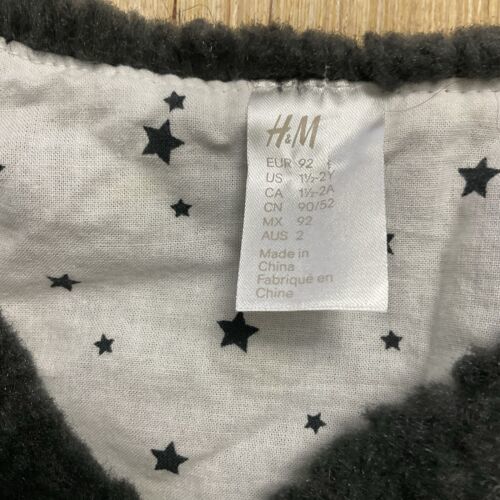 H&M
EUR 92
US 1½-2Y
CA 1½-2A
CN 90/52
MX 92
AUS 2
Made in
China
Fabriqué en
Chine